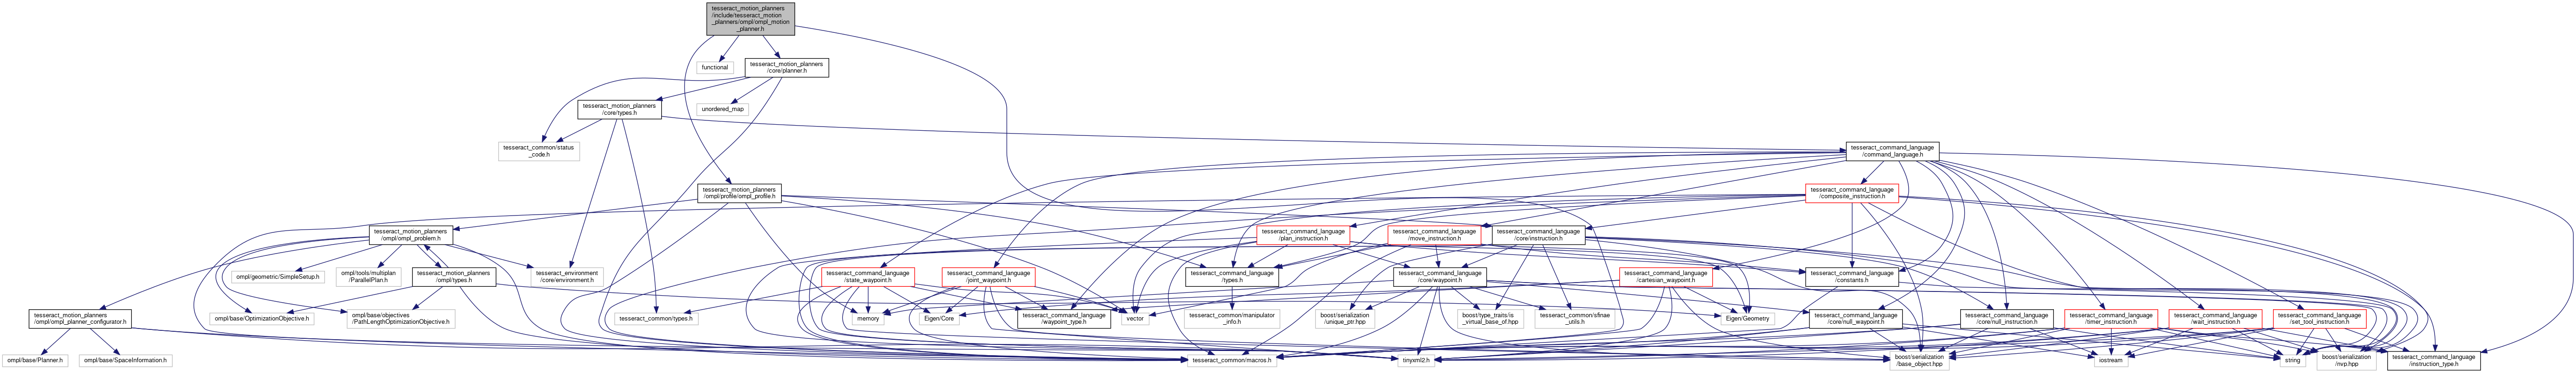 tesseract_motion_planners
/include/tesseract_motion
_planners/ompl/ompl_motion
_planner.h
functional
tesseract_motion_planners
/core/planner.h
unordered_map
tesseract_motion_planners
/core/types.h
tesseract_common/status
_code.h
tesseract_command_language
/command_language.h
tesseract_motion_planners
/ompl/profile/ompl_profile.h
tesseract_command_language
/composite_instruction.h
tesseract_motion_planners
/ompl/ompl_problem.h
tesseract_command_language
/plan_instruction.h
tesseract_command_language
/move_instruction.h
tesseract_command_language
/core/instruction.h
ompl/geometric/SimpleSetup.h
ompl/tools/multiplan
/ParallelPlan.h
tesseract_motion_planners
/ompl/types.h
tesseract_environment
/core/environment.h
tesseract_command_language
/state_waypoint.h
tesseract_command_language
/joint_waypoint.h
tesseract_command_language
/types.h
tesseract_command_language
/core/waypoint.h
tesseract_command_language
/cartesian_waypoint.h
tesseract_command_language
/constants.h
tesseract_motion_planners
/ompl/ompl_planner_configurator.h
ompl/base/OptimizationObjective.h
ompl/base/objectives
/PathLengthOptimizationObjective.h
tesseract_common/types.h
memory
Eigen/Core
tesseract_command_language
/waypoint_type.h
vector
tesseract_common/manipulator
_info.h
boost/serialization
/unique_ptr.hpp
boost/type_traits/is
_virtual_base_of.hpp
tesseract_common/sfinae
_utils.h
Eigen/Geometry
tesseract_command_language
/core/null_waypoint.h
tesseract_command_language
/core/null_instruction.h
tesseract_command_language
/timer_instruction.h
tesseract_command_language
/wait_instruction.h
tesseract_command_language
/set_tool_instruction.h
ompl/base/Planner.h
ompl/base/SpaceInformation.h
tesseract_common/macros.h
tinyxml2.h
boost/serialization
/base_object.hpp
iostream
string
boost/serialization
/nvp.hpp
tesseract_command_language
/instruction_type.h